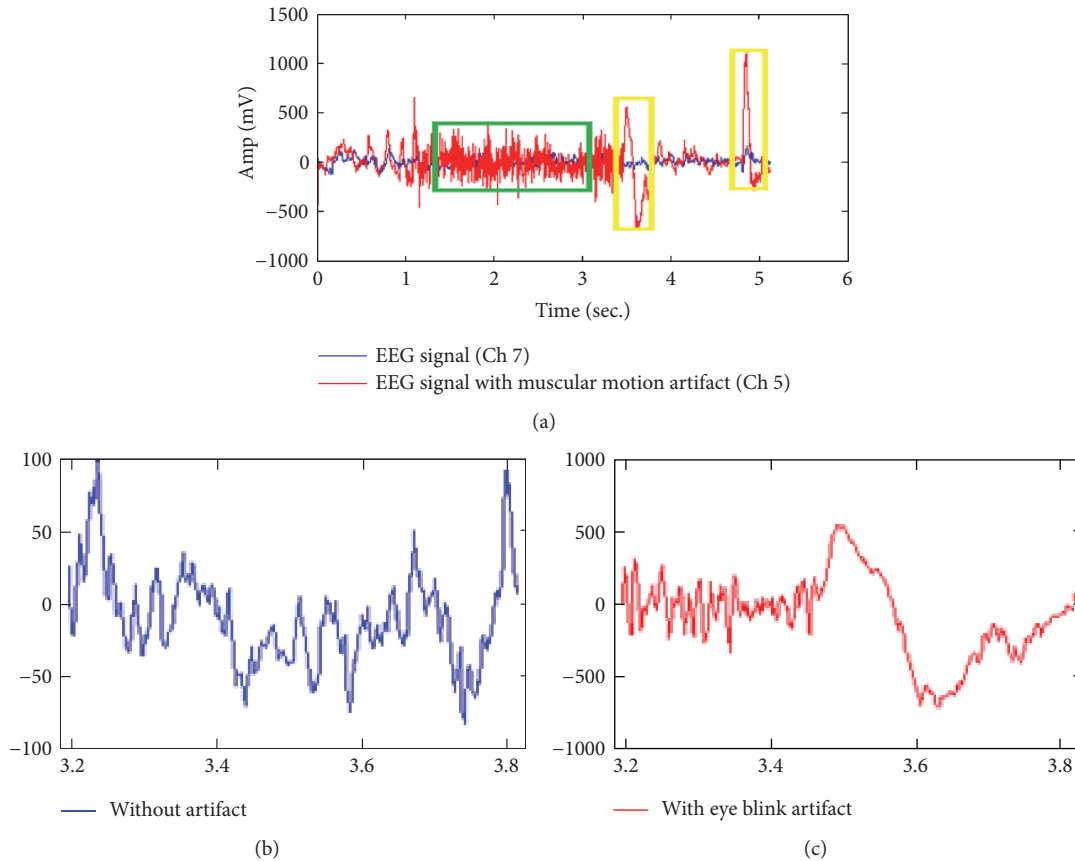 1500
1000
500
0
−500
−1000
Amp (mV)
0 1 2 3 4 5 6
Time (sec.)
EEG signal (Ch 7)
EEG signal with muscular motion artifact (Ch 5)
(a)
100
50
0
−50
−100
3.2 3.4 3.6 3.8
Without artifact
(b)
1000
500
0
−500
−1000
3.2 3.4 3.6 3.8
With eye blink artifact
(c)